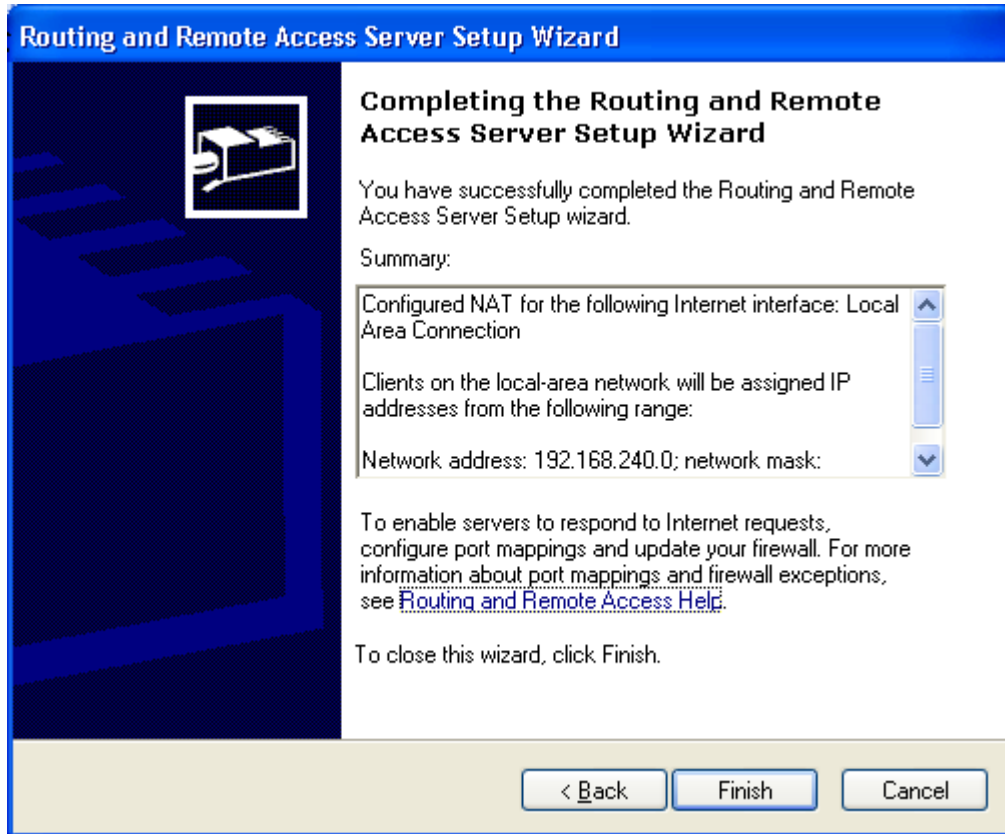 Routing and Remote Access Server Setup Wizard
Completing the Routing and Remote
Access Server Setup Wizard
You have successfully completed the Routing and Remote
Access Server Setup wizard.
Summary:
Configured NAT for the following Internet interface: Local
Area Connection
Clients on the local-area network will be assigned IP
addresses from the following range:
Network address: 192.168.240.0; network mask:
To enable servers to respond to Internet requests,
configure port mappings and update your firewall. For more
information about port mappings and firewall exceptions,
see Routing and Remote Access Help.
To close this wizard, click Finish.
< Back
Finish
Cancel